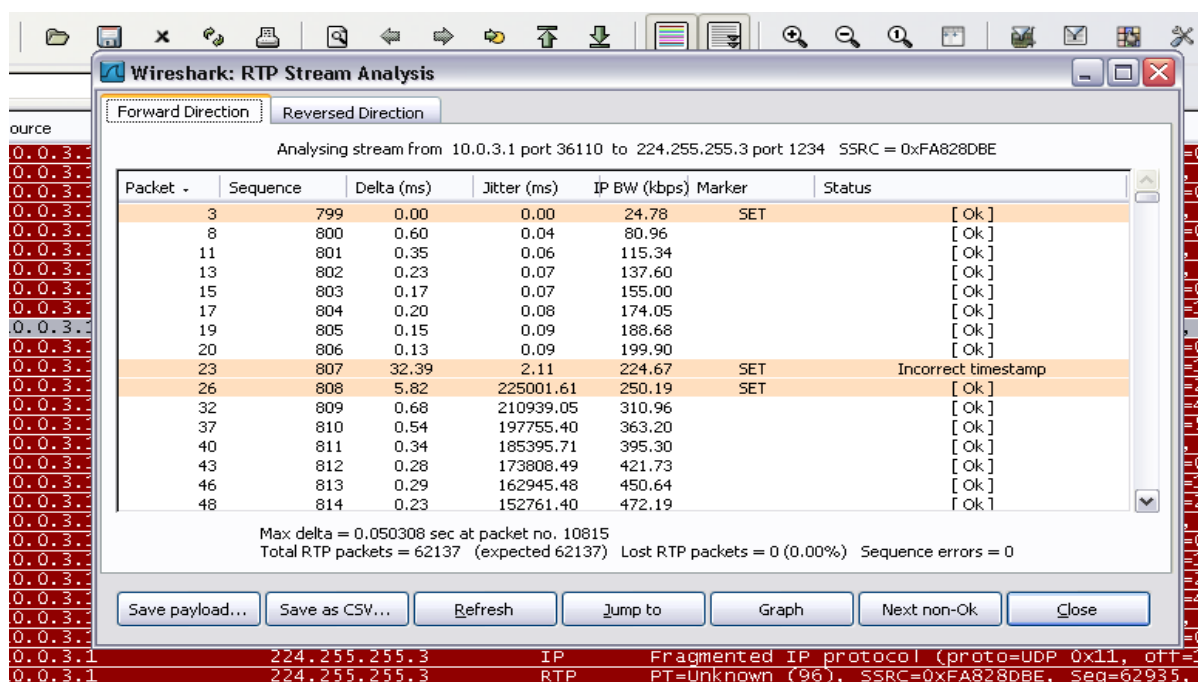 Wireshark: RTP Stream Analysis
Forward Direction Reversed Direction
ource
Analysing stream from 10.0.3.1 port 36110 to 224.255.255.3 port 1234 SSRC = 0xFA828DBE
Packet Sequence Delta (ms) Jitter (ms) IP BW (kbps) Marker Status
3 799 0.00 0.00 24.78 SET [ Ok ]
8 800 0.60 0.04 80.96 [ Ok ]
11 801 0.35 0.06 115.34 [ Ok ]
13 802 0.23 0.07 137.60 [ Ok ]
15 803 0.17 0.07 155.00 [ Ok ]
17 804 0.20 0.08 174.05 [ Ok ]
19 805 0.15 0.09 188.68 [ Ok ]
20 806 0.13 0.09 199.90 [ Ok ]
23 807 32.39 2.11 224.67 SET Incorrect timestamp
26 808 5.82 225001.61 250.19 SET [ Ok ]
32 809 0.68 210939.05 310.96 [ Ok ]
37 810 0.54 197755.40 363.20 [ Ok ]
40 811 0.34 185395.71 395.30 [ Ok ]
43 812 0.28 173808.49 421.73 [ Ok ]
46 813 0.29 162945.48 450.64 [ Ok ]
48 814 0.23 152761.40 472.19 [ Ok ]
Max delta = 0.050308 sec at packet no. 10815
Total RTP packets = 62137 (expected 62137) Lost RTP packets = 0 (0.00%) Sequence errors = 0
Save payload... Save as CSV... Refresh Jump to Graph Next non-Ok Close
0.0.3.1 224.255.255.3 IP Fragmented IP protocol (proto=UDP 0x11, off=
0.0.3.1 224.255.255.3 RTP PT=Unknown (96), SSRC=0xFA828DBE, Seq=62935,